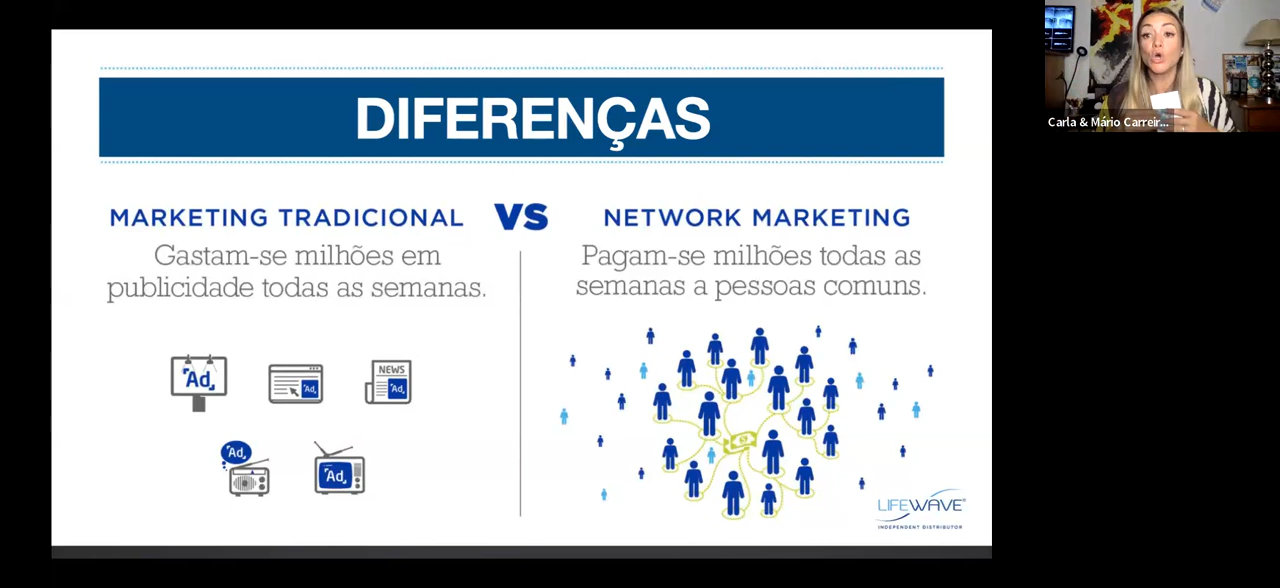 DIFERENÇAS
MARKETING TRADICIONAL
VS
NETWORK MARKETING
Gastam-se milhões em
publicidade todas as semanas.
Pagam-se milhões todas as
semanas a pessoas comuns.
Ad
Ad
NEWS
Ad
Ad
Ad
LIFEWAVE®
INDEPENDENT DISTRIBUTOR
Carla & Mário Carreir...